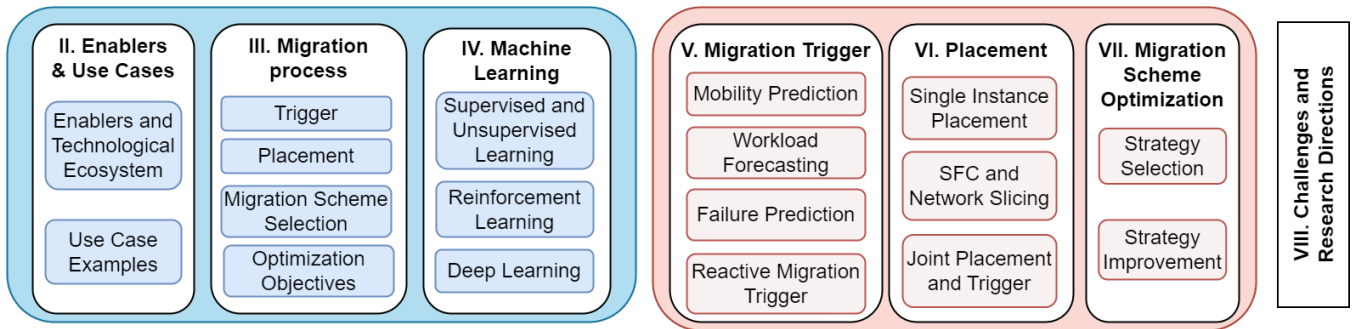 II. Enablers
& Use Cases
Enablers and
Technological
Ecosystem
Use Case
Examples
III. Migration
process
Trigger
Placement
Migration Scheme
Selection
Optimization
Objectives
IV. Machine
Learning
Supervised and
Unsupervised
Learning
Reinforcement
Learning
Deep Learning
V. Migration Trigger
Mobility Prediction
Workload
Forecasting
Failure Prediction
Reactive Migration
Trigger
VI. Placement
Single Instance
Placement
SFC and
Network Slicing
Joint Placement
and Trigger
VII. Migration
Scheme
Optimization
Strategy
Selection
Strategy
Improvement
VIII. Challenges and
Research Directions